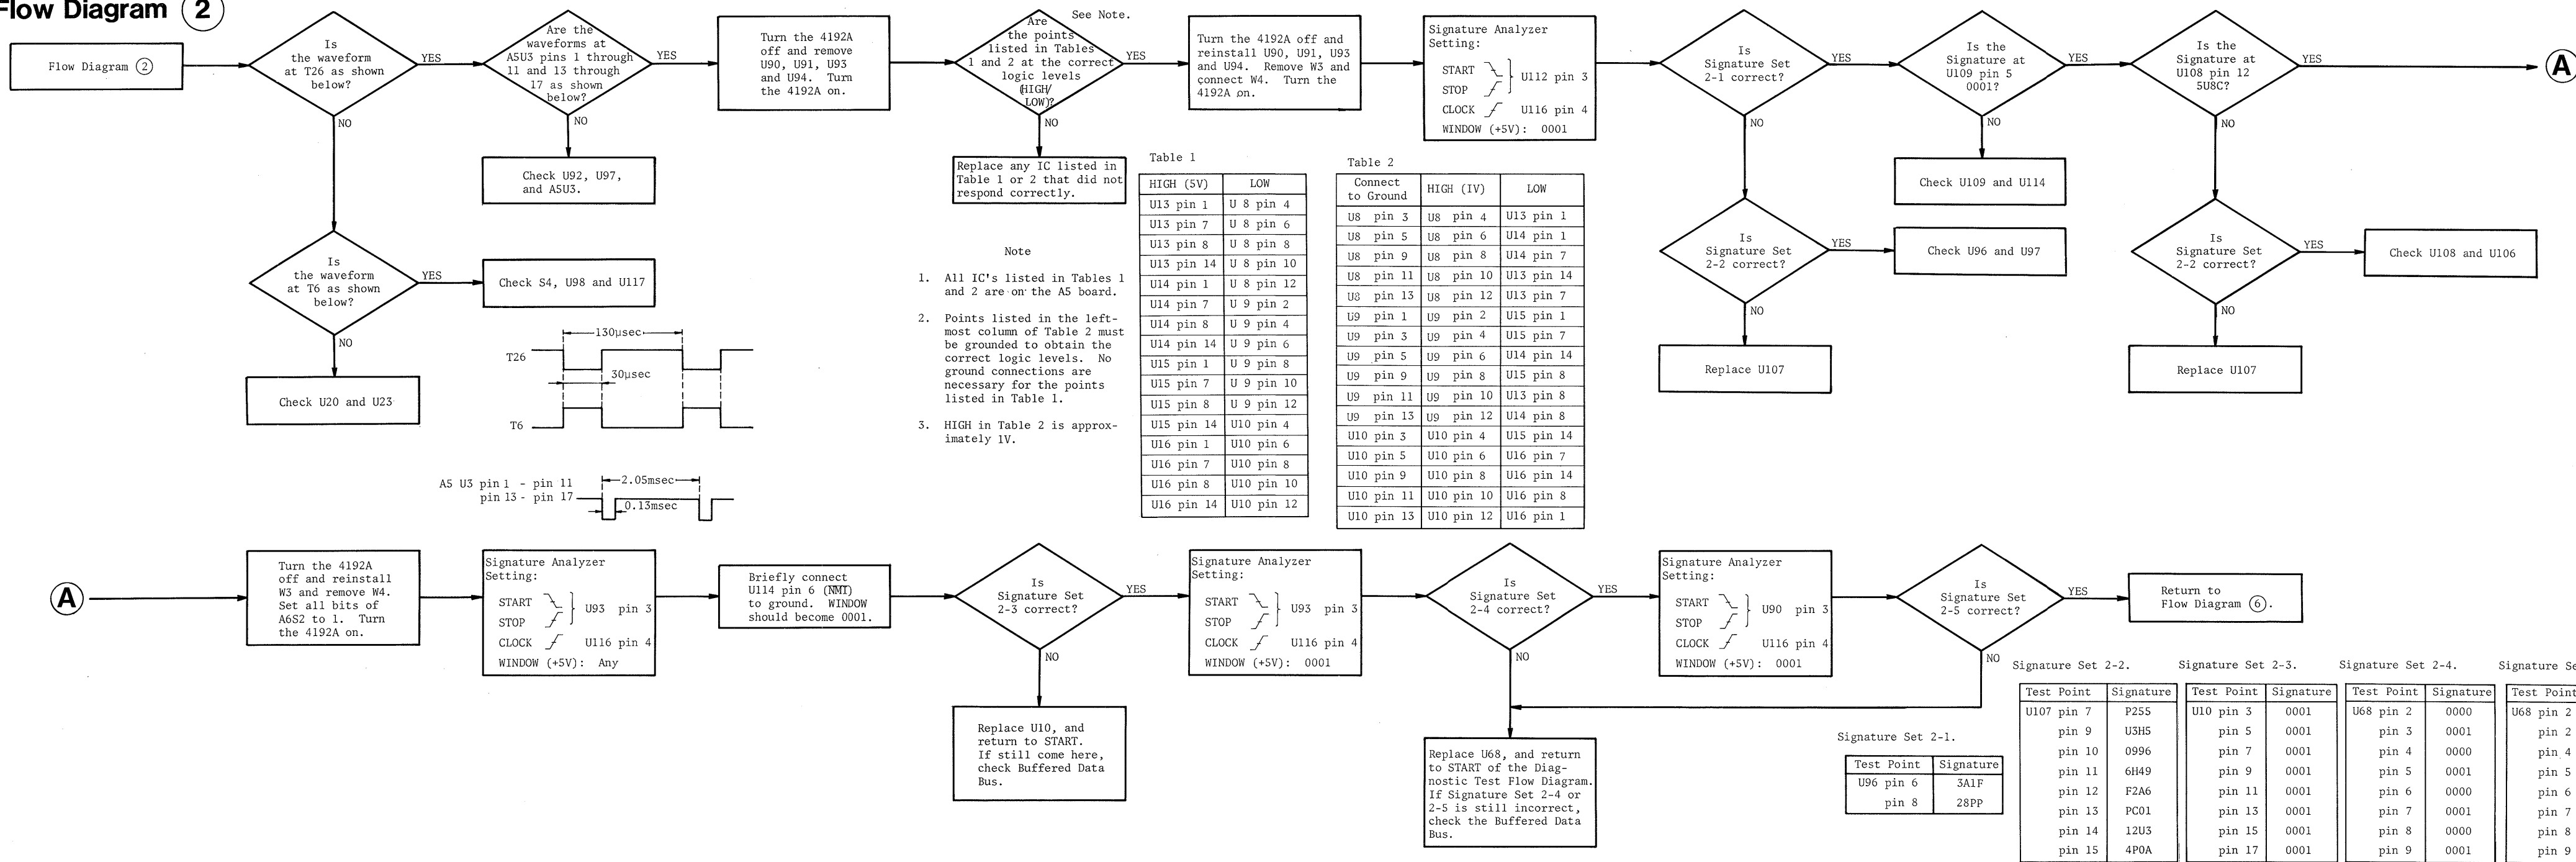 Flow Diagram 2
Flow Diagram 2
Is
the waveform
at T26 as shown
below?
YES
NO
Are the
waveforms at
A5U3 pins 1 through
11 and 13 through
17 as shown
below?
YES
NO
Check U92, U97,
and A5U3.
Turn the 4192A
off and remove
U90, U91, U93
and U94. Turn
the 4192A on.
Are
the points
listed in Tables
1 and 2 at the correct
logic levels
(HIGH/
LOW)?
See Note.
YES
NO
Replace any IC listed in
Table 1 or 2 that did not
respond correctly.
Turn the 4192A off and
reinstall U90, U91, U93
and U94. Remove W3 and
connect W4. Turn the
4192A on.
Signature Analyzer
Setting:
START
STOP
U112 pin 3
CLOCK U116 pin 4
WINDOW (+5V): 0001
Is
Signature Set
2-1 correct?
YES
NO
Is the
Signature at
U109 pin 5
0001?
YES
NO
Check U109 and U114
Is the
Signature at
U108 pin 12
5U8C?
YES
NO
A
Is
Signature Set
2-2 correct?
YES
NO
Check U96 and U97
Replace U107
Is
Signature Set
2-2 correct?
YES
NO
Check U108 and U106
Replace U107
Is
the waveform
at T6 as shown
below?
YES
NO
Check S4, U98 and U117
Check U20 and U23
130µsec
T26
30µsec
T6
A5 U3 pin 1 - pin 11
pin 13 - pin 17
2.05msec
0.13msec
Note
1. All IC's listed in Tables 1
and 2 are on the A5 board.
2. Points listed in the left-
most column of Table 2 must
be grounded to obtain the
correct logic levels. No
ground connections are
necessary for the points
listed in Table 1.
3. HIGH in Table 2 is approx-
imately 1V.
Table 1
HIGH (5V) LOW
U13 pin 1 U 8 pin 4
U13 pin 7 U 8 pin 6
U13 pin 8 U 8 pin 8
U13 pin 14 U 8 pin 10
U14 pin 1 U 8 pin 12
U14 pin 7 U 9 pin 2
U14 pin 8 U 9 pin 4
U14 pin 14 U 9 pin 6
U15 pin 1 U 9 pin 8
U15 pin 7 U 9 pin 10
U15 pin 8 U 9 pin 12
U15 pin 14 U10 pin 4
U16 pin 1 U10 pin 6
U16 pin 7 U10 pin 8
U16 pin 8 U10 pin 10
U16 pin 14 U10 pin 12
Table 2
Connect
to Ground HIGH (IV) LOW
U8 pin 3 U8 pin 4 U13 pin 1
U8 pin 5 U8 pin 6 U14 pin 1
U8 pin 9 U8 pin 8 U14 pin 7
U8 pin 11 U8 pin 10 U13 pin 14
U8 pin 13 U8 pin 12 U13 pin 7
U9 pin 1 U9 pin 2 U15 pin 1
U9 pin 3 U9 pin 4 U15 pin 7
U9 pin 5 U9 pin 6 U14 pin 14
U9 pin 9 U9 pin 8 U15 pin 8
U9 pin 11 U9 pin 10 U13 pin 8
U9 pin 13 U9 pin 12 U14 pin 8
U10 pin 3 U10 pin 4 U15 pin 14
U10 pin 5 U10 pin 6 U16 pin 7
U10 pin 9 U10 pin 8 U16 pin 14
U10 pin 11 U10 pin 10 U16 pin 8
U10 pin 13 U10 pin 12 U16 pin 1
A
Turn the 4192A
off and reinstall
W3 and remove W4.
Set all bits of
A6S2 to 1. Turn
the 4192A on.
Signature Analyzer
Setting:
START
STOP
U93 pin 3
CLOCK U116 pin 4
WINDOW (+5V): Any
Briefly connect
U114 pin 6 (N̅M̅I̅)
to ground. WINDOW
should become 0001.
Is
Signature Set
2-3 correct?
YES
NO
Replace U10, and
return to START.
If still come here,
check Buffered Data
Bus.
Signature Analyzer
Setting:
START
STOP
U93 pin 3
CLOCK U116 pin 4
WINDOW (+5V): 0001
Is
Signature Set
2-4 correct?
YES
NO
Replace U68, and return
to START of the Diag-
nostic Test Flow Diagram.
If Signature Set 2-4 or
2-5 is still incorrect,
check the Buffered Data
Bus.
Signature Analyzer
Setting:
START
STOP
U90 pin 3
CLOCK U116 pin 4
WINDOW (+5V): 0001
Is
Signature Set
2-5 correct?
YES
NO
Return to
Flow Diagram 6.
Signature Set 2-1.
Test Point Signature
U96 pin 6 3A1F
pin 8 28PP
Signature Set 2-2.
Test Point Signature
U107 pin 7 P255
pin 9 U3H5
pin 10 0996
pin 11 6H49
pin 12 F2A6
pin 13 PC01
pin 14 12U3
pin 15 4P0A
Signature Set 2-3.
Test Point Signature
U10 pin 3 0001
pin 5 0001
pin 7 0001
pin 9 0001
pin 11 0001
pin 13 0001
pin 15 0001
pin 17 0001
Signature Set 2-4.
Test Point Signature
U68 pin 2 0000
pin 3 0001
pin 4 0000
pin 5 0001
pin 6 0000
pin 7 0001
pin 8 0000
pin 9 0001
Signature
Test Point
U68 pin 2
pin 2
pin 4
pin 5
pin 6
pin 7
pin 8
pin 9